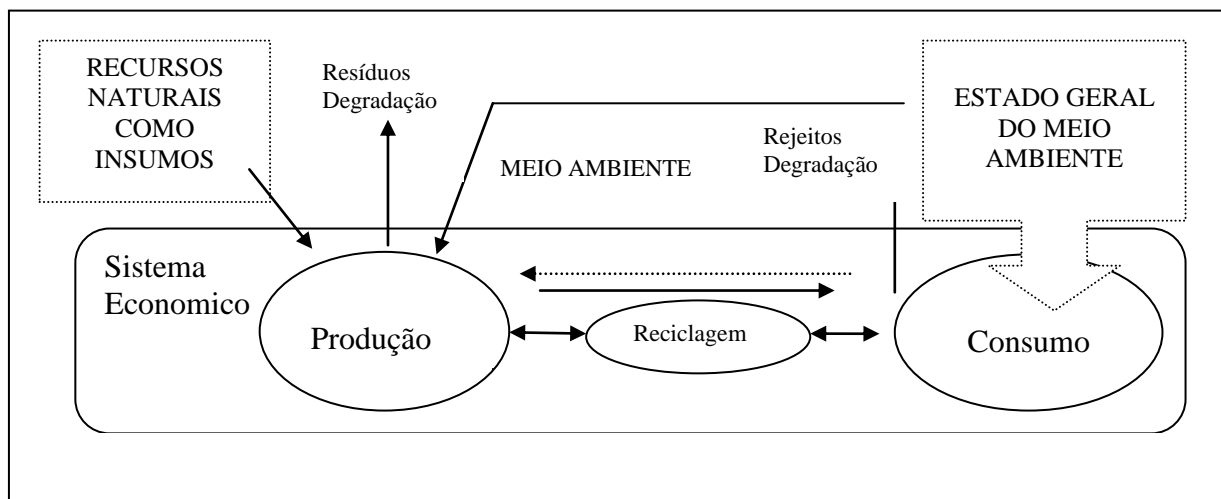 RECURSOS
NATURAIS
COMO
INSUMOS
Resíduos
Degradação
MEIO AMBIENTE
Rejeitos
Degradação
ESTADO GERAL
DO MEIO
AMBIENTE
Sistema
Economico
Produção
Reciclagem
Consumo